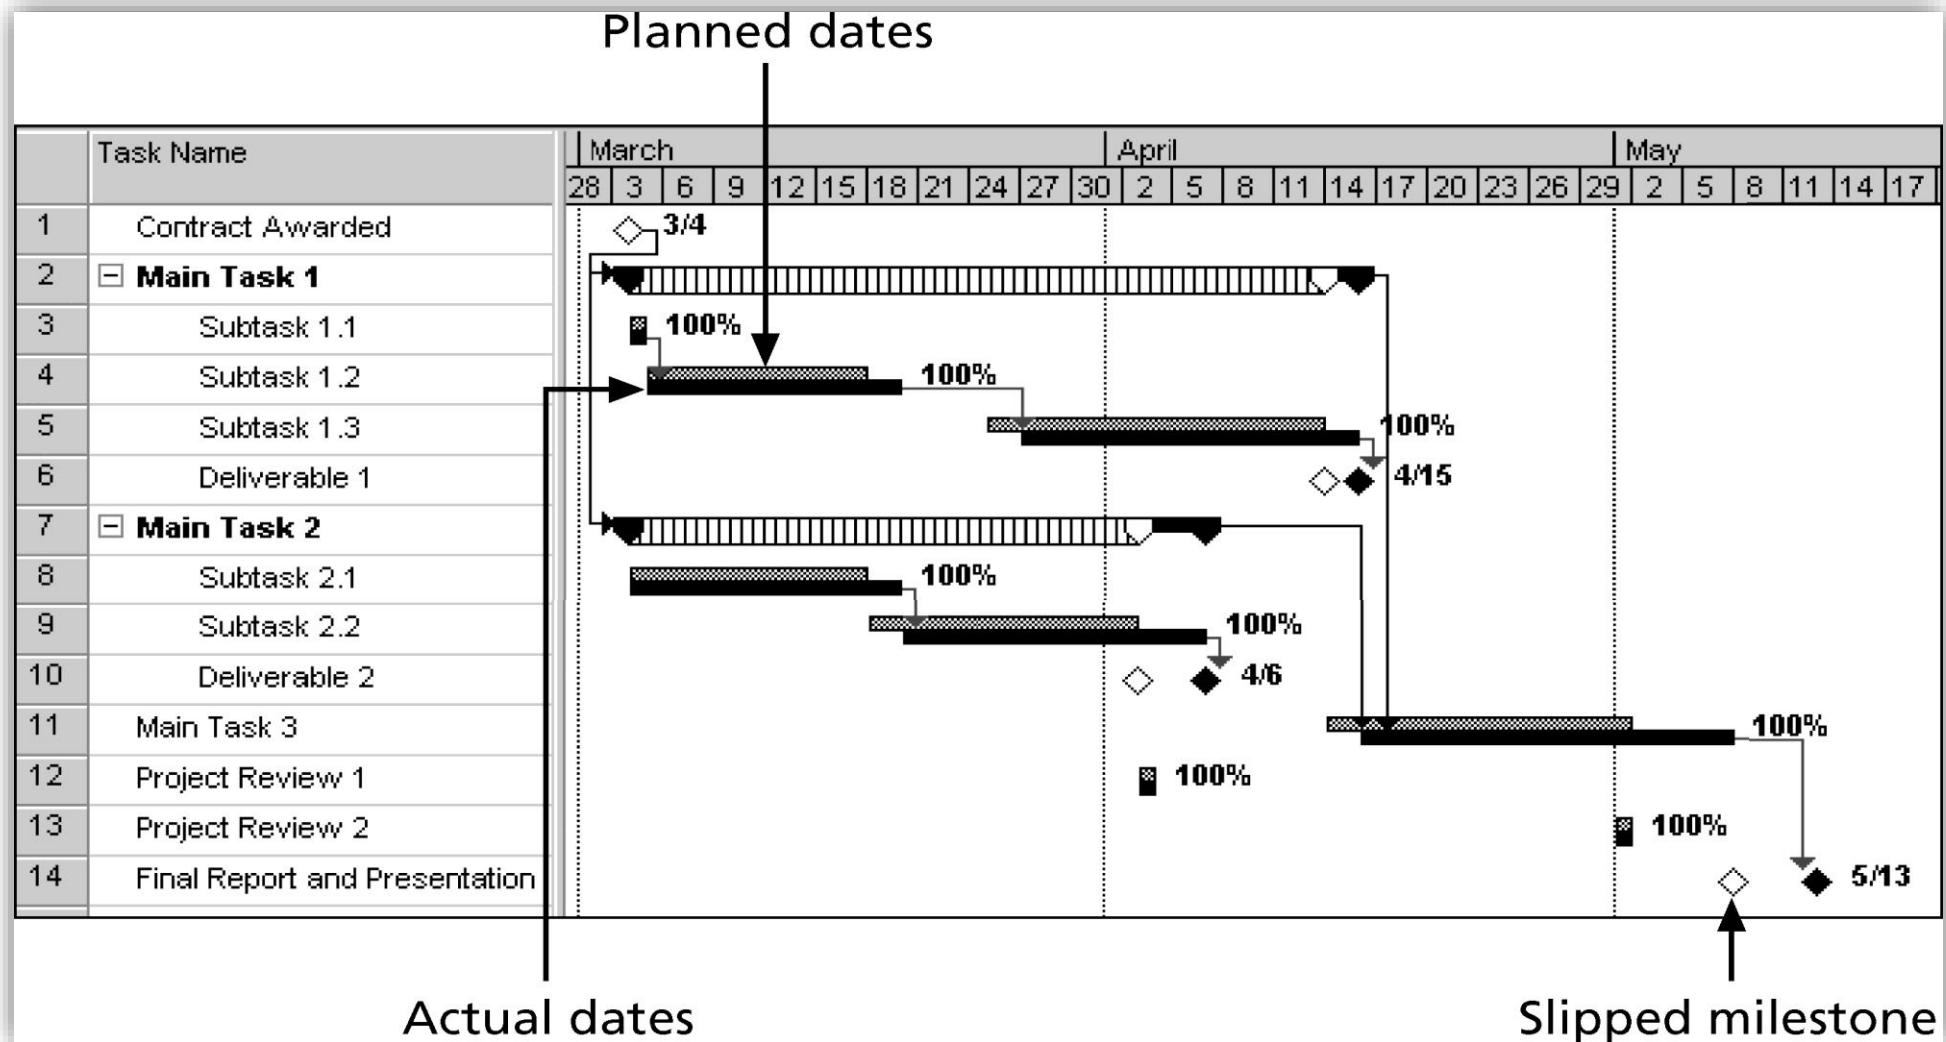 Planned dates
Task Name March April May
28 3 6 9 12 15 18 21 24 27 30 2 5 8 11 14 17 20 23 26 29 2 5 8 11 14 17
1 Contract Awarded 3/4
2 Main Task 1
3 Subtask 1.1 100%
4 Subtask 1.2 100%
5 Subtask 1.3 100%
6 Deliverable 1 4/15
7 Main Task 2
8 Subtask 2.1 100%
9 Subtask 2.2 100%
10 Deliverable 2 4/6
11 Main Task 3 100%
12 Project Review 1 100%
13 Project Review 2 100%
14 Final Report and Presentation 5/13
Actual dates Slipped milestone